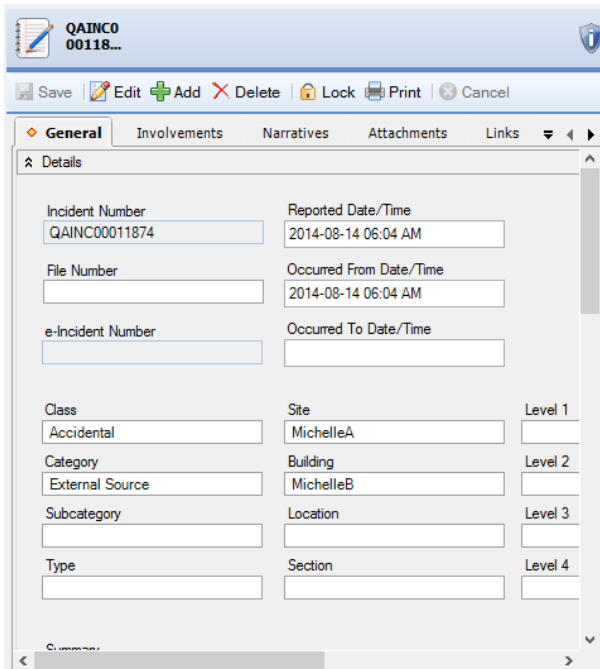 QAINC0
00118...
Save Edit Add Delete Lock Print Cancel
General Involvements Narratives Attachments Links
Details
Incident Number Reported Date/Time
QAINC00011874 2014-08-14 06:04 AM
File Number Occurred From Date/Time
2014-08-14 06:04 AM
e-Incident Number Occurred To Date/Time
Class Site Level 1
Accidental MichelleA
Category Building Level 2
External Source MichelleB
Subcategory Location Level 3
Type Section Level 4
Summary